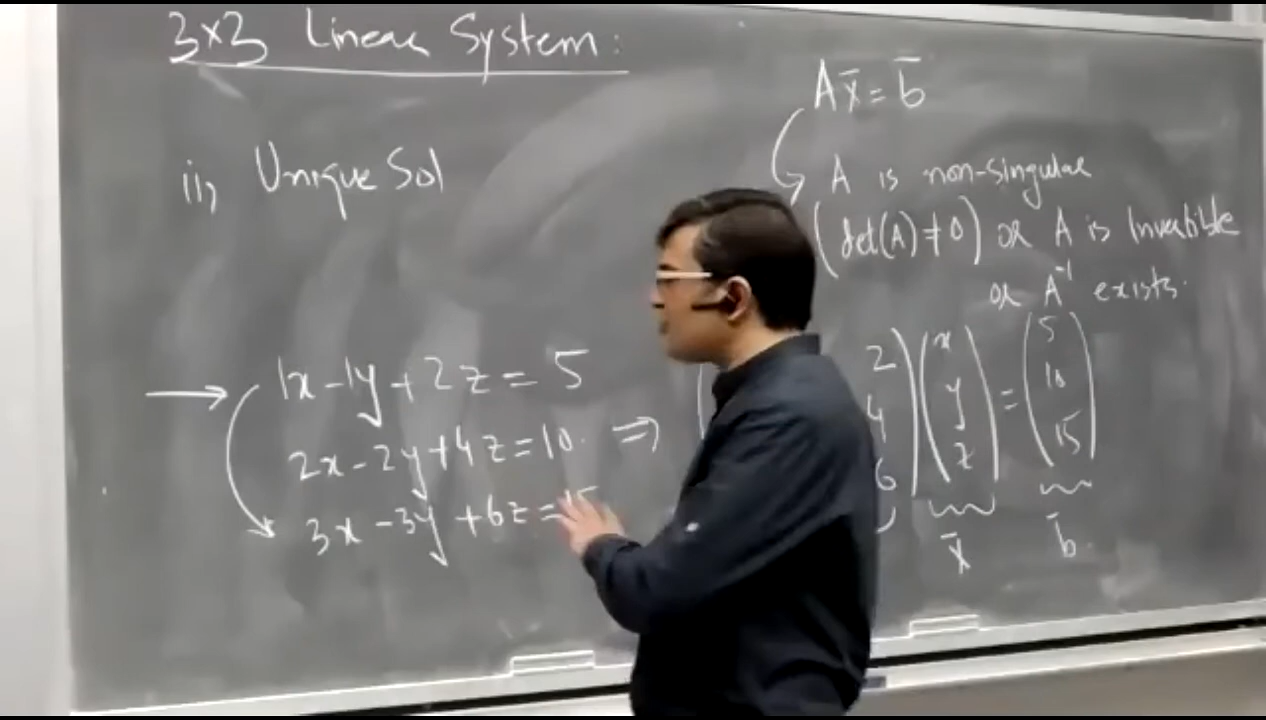 3x3 Linear System:
ii, Unique Sol
1x - 1y + 2z = 5
2x - 2y + 4z = 10.
3x - 3y + 6z =
Ax̄ = b̄
A is non-singular
(det(A) ≠ 0) or A is Invertible
or A⁻¹ exists.
2 x 5
4 y = 10
6 z 15
x̄ b̄.